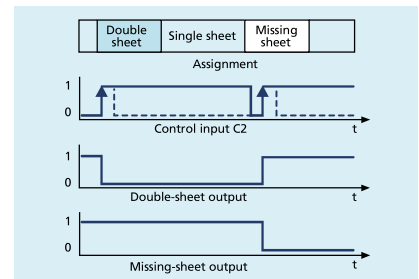 Double sheet
Single sheet
Missing sheet
Assignment
1
0
Control input C2
t
1
0
Double-sheet output
t
1
0
Missing-sheet output
t